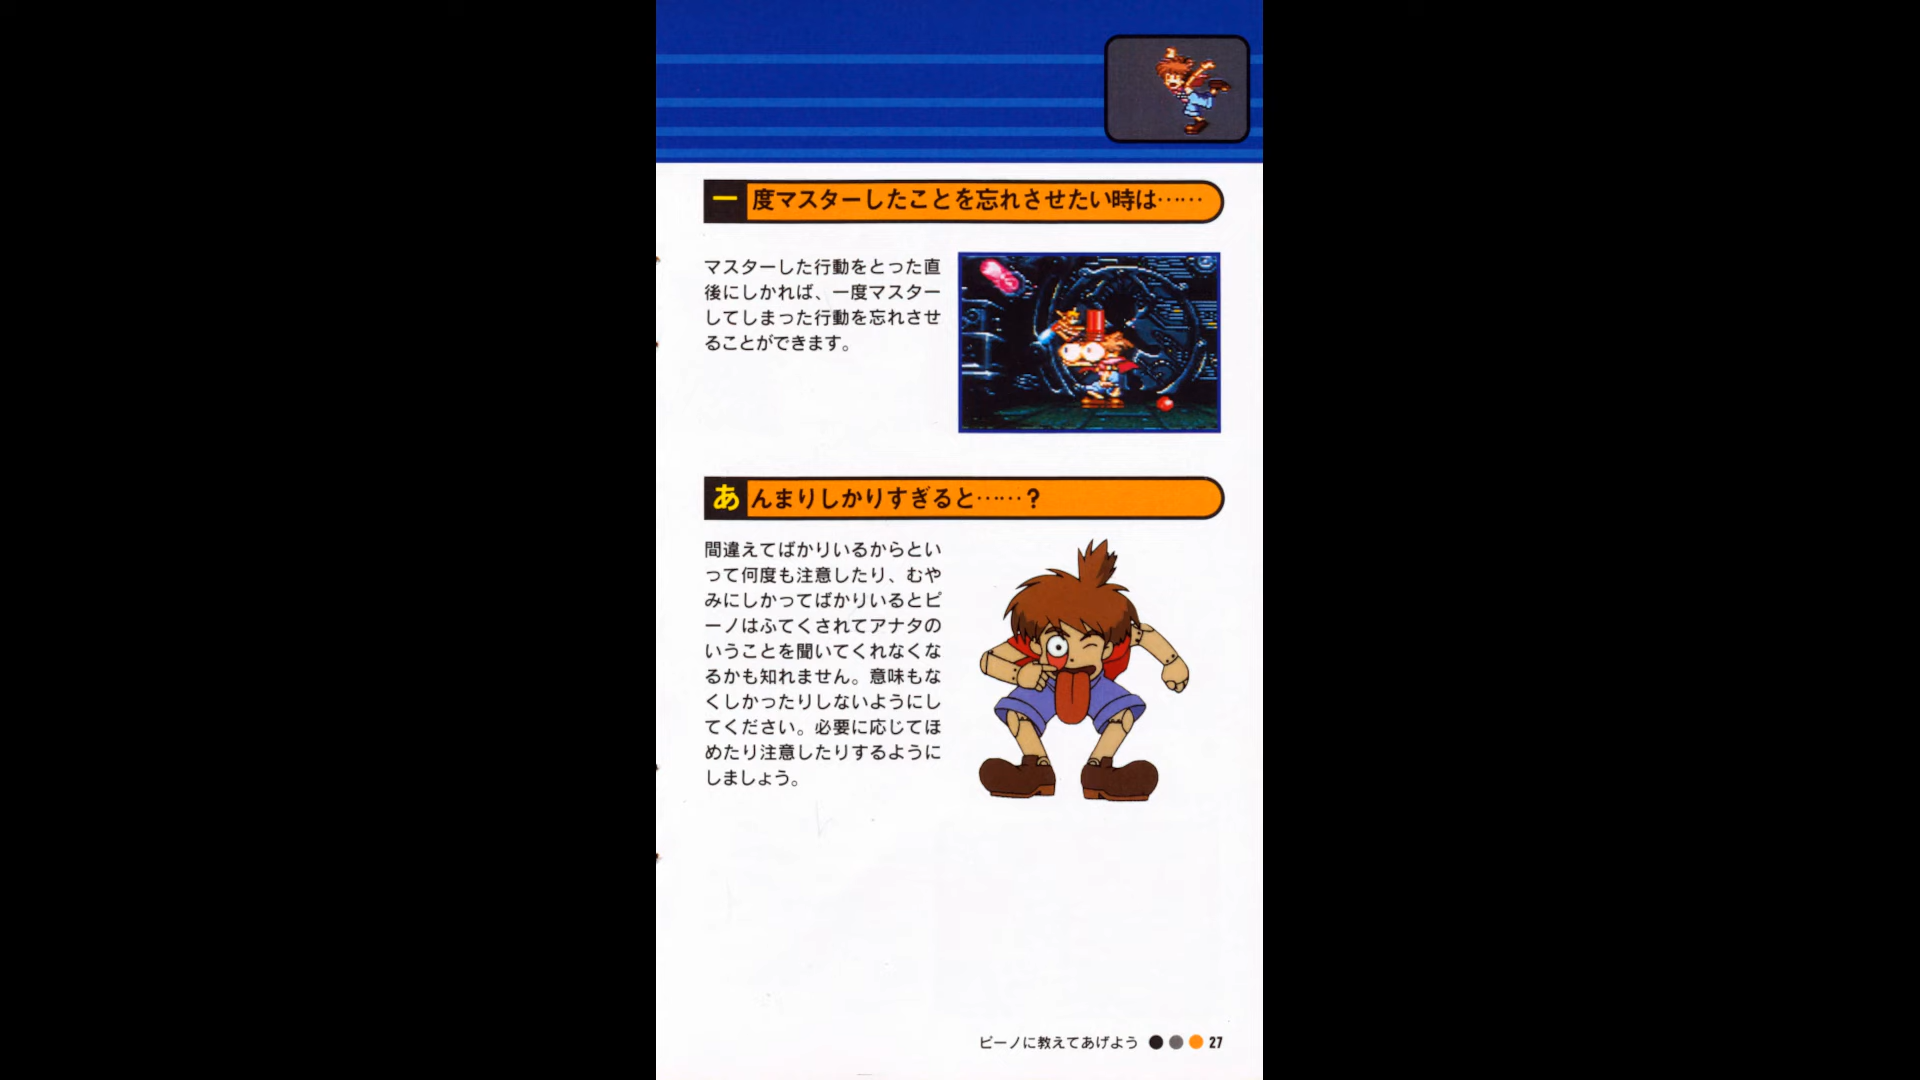 一度マスターしたことを忘れさせたい時は……
マスターした行動をとった直
後にしかれば、一度マスター
してしまった行動を忘れさせ
ることができます。
あんまりしかりすぎると……？
間違えてばかりいるからとい
って何度も注意したり、むや
みにしかってばかりいるとピ
ーノはふてくされてアナタの
いうことを聞いてくれなくな
るかも知れません。意味もな
くしかったりしないようにし
てください。必要に応じてほ
めたり注意したりするように
しましょう。
ピーノに教えてあげよう 27